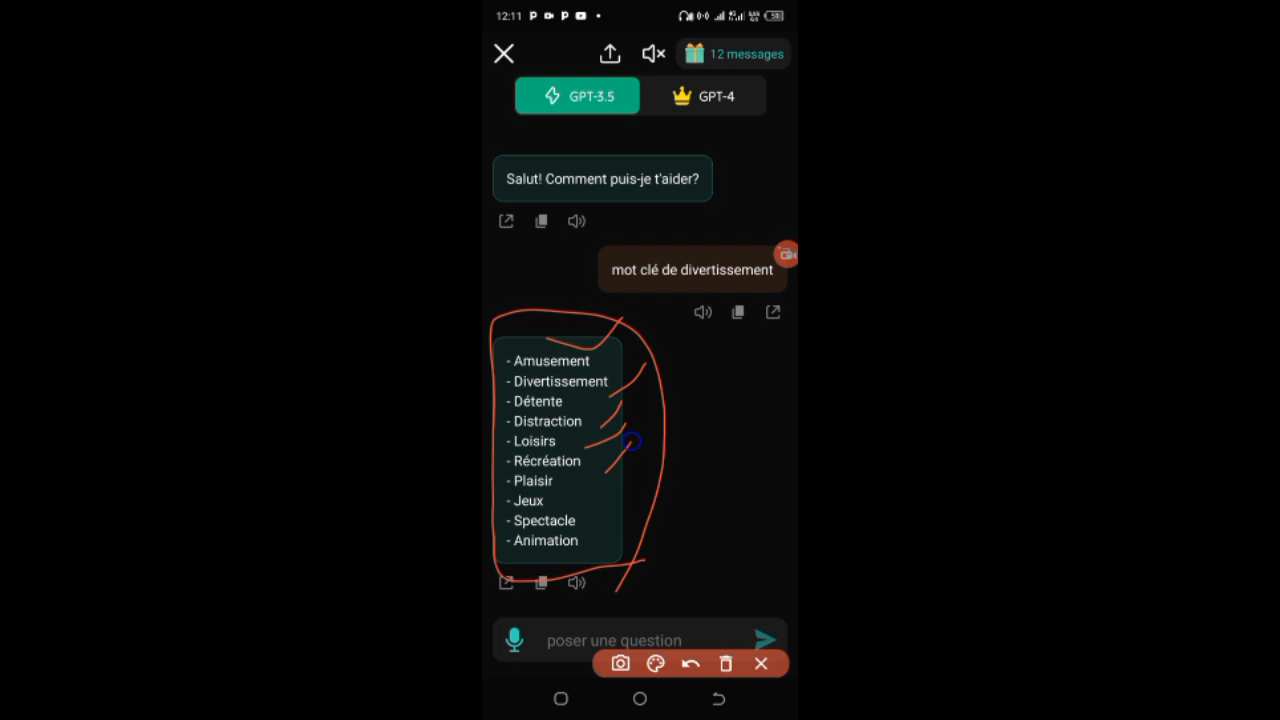 12:11
12 messages
GPT-3.5
GPT-4
Salut! Comment puis-je t'aider?
mot clé de divertissement
- Amusement
- Divertissement
- Détente
- Distraction
- Loisirs
- Récréation
- Plaisir
- Jeux
- Spectacle
- Animation
poser une question